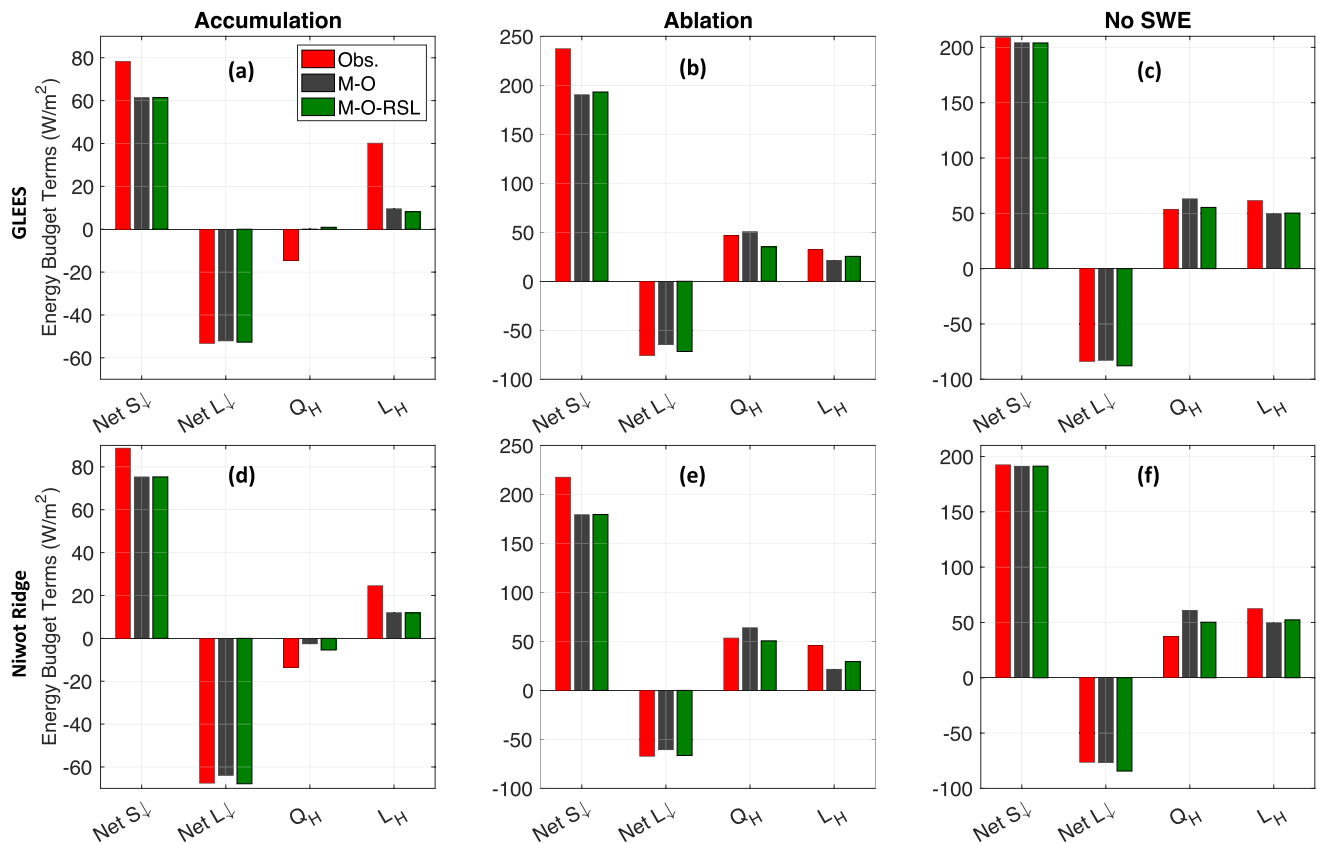 Accumulation
Ablation
No SWE
GLEES
Energy Budget Terms (W/m²)
80
60
40
20
0
-20
-40
-60
(a)
Obs.
M-O
M-O-RSL
Net S↓
Net L↓
Q_H
L_H
250
200
150
100
50
0
-50
-100
(b)
Net S↓
Net L↓
Q_H
L_H
200
150
100
50
0
-50
-100
(c)
Net S↓
Net L↓
Q_H
L_H
Niwot Ridge
Energy Budget Terms (W/m²)
80
60
40
20
0
-20
-40
-60
(d)
Net S↓
Net L↓
Q_H
L_H
250
200
150
100
50
0
-50
-100
(e)
Net S↓
Net L↓
Q_H
L_H
200
150
100
50
0
-50
-100
(f)
Net S↓
Net L↓
Q_H
L_H